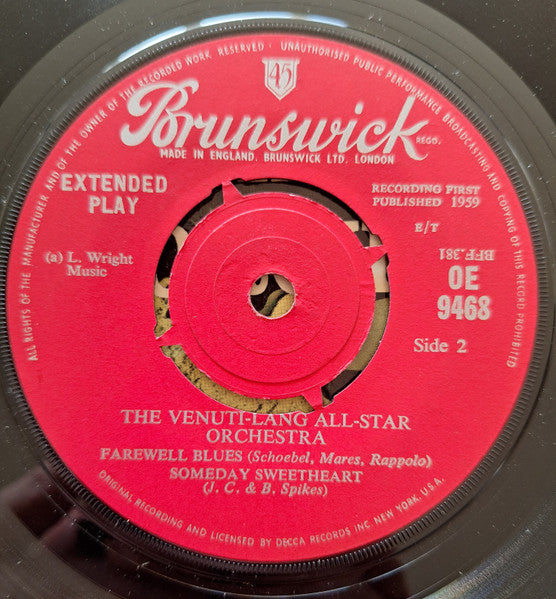 ALL RIGHTS OF THE MANUFACTURER AND OF THE OWNER OF THE RECORDED WORK RESERVED · UNAUTHORISED PUBLIC PERFORMANCE BROADCASTING AND COPYING OF THIS RECORD PROHIBITED
45
Brunswick
REGD.
MADE IN ENGLAND. BRUNSWICK LTD. LONDON
EXTENDED
PLAY
RECORDING FIRST
PUBLISHED 1959
E/T
(a) L. Wright
Music
BFF.381
OE
9468
Side 2
THE VENUTI-LANG ALL-STAR
ORCHESTRA
FAREWELL BLUES (Schoebel, Mares, Rappolo)
SOMEDAY SWEETHEART
(J. C. & B. Spikes)
ORIGINAL RECORDING AND LICENSED BY DECCA RECORDS INC NEW YORK, U.S.A.